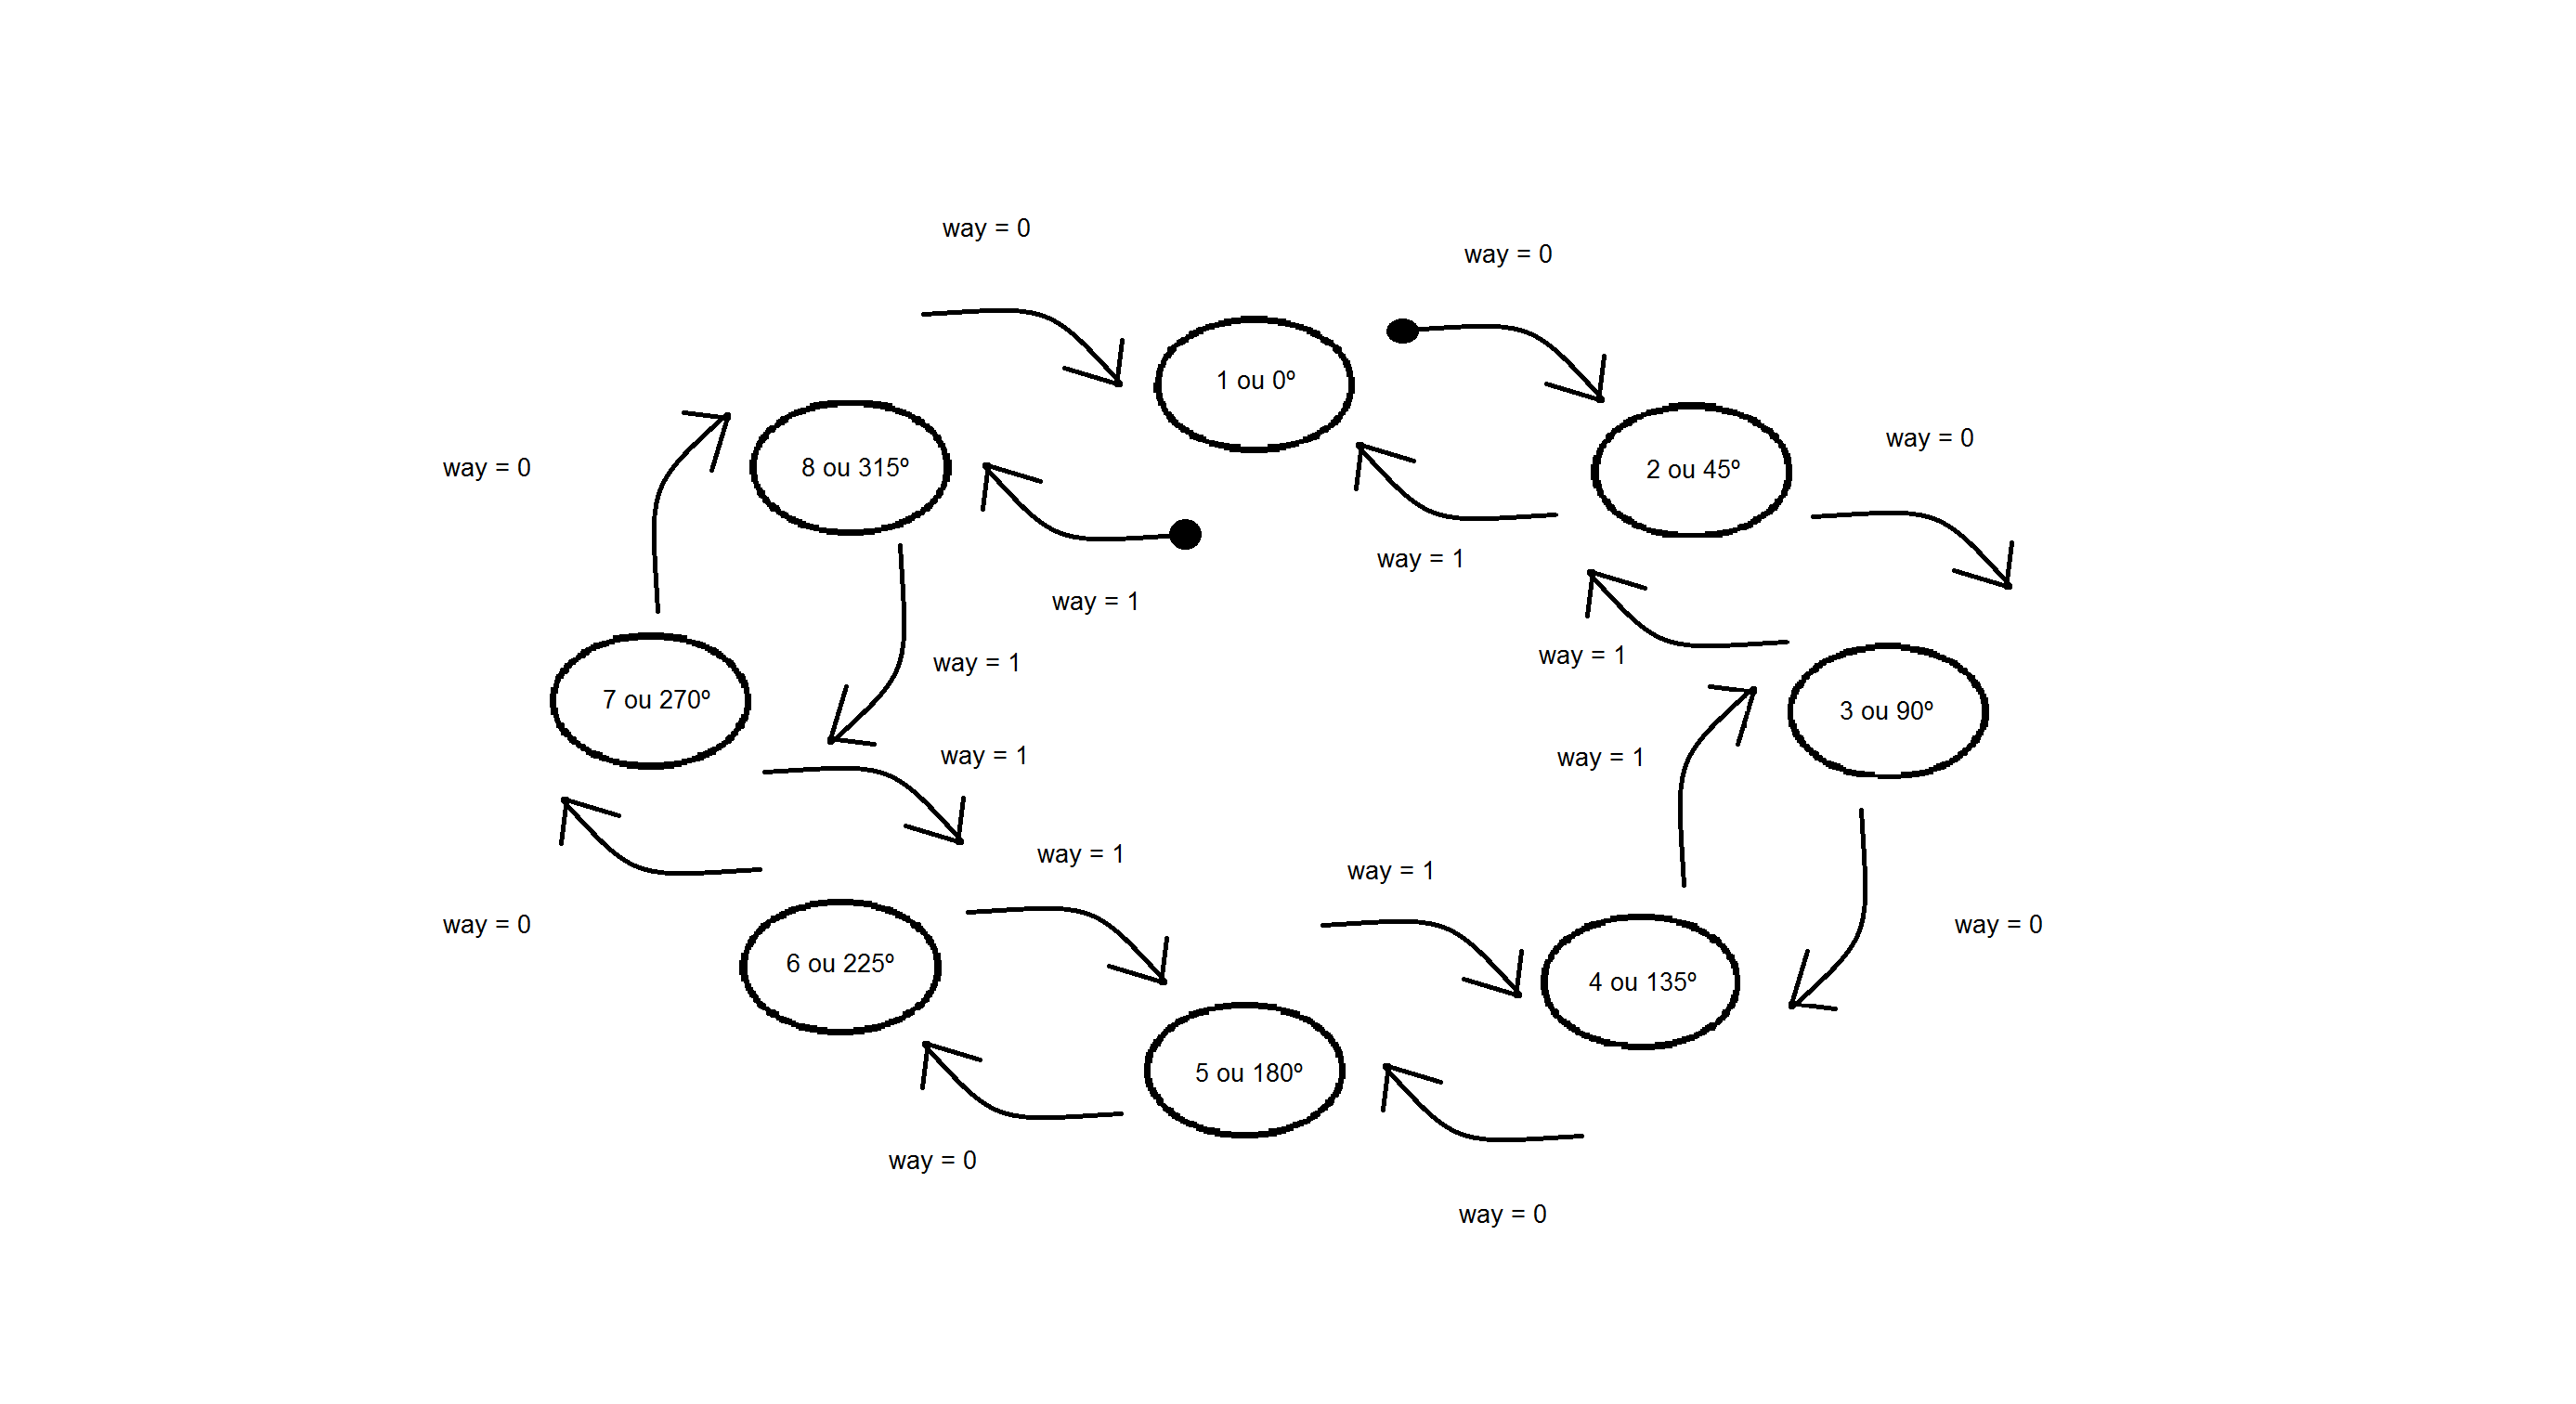 way = 0
way = 0
1 ou 0º
way = 0
way = 0
8 ou 315º
2 ou 45º
way = 1
way = 1
way = 1
way = 1
7 ou 270º
3 ou 90º
way = 1
way = 1
way = 1
way = 1
way = 0
way = 0
6 ou 225º
4 ou 135º
5 ou 180º
way = 0
way = 0